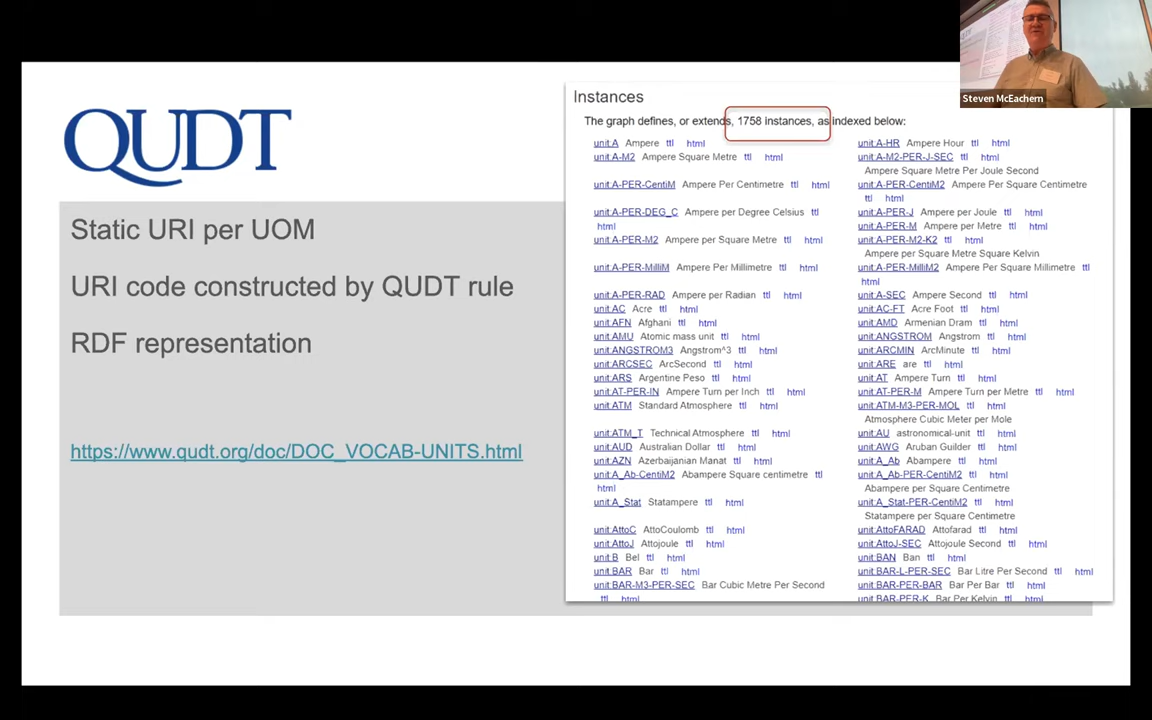 Steven McEachern
QUDT
Static URI per UOM
URI code constructed by QUDT rule
RDF representation
https://www.qudt.org/doc/DOC_VOCAB-UNITS.html
Instances
The graph defines, or extends, 1758 instances, as indexed below:
unit:A Ampere ttl html
unit:A-M2 Ampere Square Metre ttl html
unit:A-PER-CentiM Ampere Per Centimetre ttl html
unit:A-PER-DEG_C Ampere per Degree Celsius ttl
html
unit:A-PER-M2 Ampere per Square Metre ttl html
unit:A-PER-MilliM Ampere Per Millimetre ttl html
unit:A-PER-RAD Ampere per Radian ttl html
unit:AC Acre ttl html
unit:AFN Afghani ttl html
unit:AMU Atomic mass unit ttl html
unit:ANGSTROM3 Angstrom^3 ttl html
unit:ARCSEC ArcSecond ttl html
unit:ARS Argentine Peso ttl html
unit:AT-PER-IN Ampere Turn per Inch ttl html
unit:ATM Standard Atmosphere ttl html
unit:ATM_T Technical Atmosphere ttl html
unit:AUD Australian Dollar ttl html
unit:AZN Azerbaijanian Manat ttl html
unit:A_Ab-CentiM2 Abampere Square centimetre ttl
html
unit:A_Stat Statampere ttl html
unit:AttoC AttoCoulomb ttl html
unit:AttoJ Attojoule ttl html
unit:B Bel ttl html
unit:BAR Bar ttl html
unit:BAR-M3-PER-SEC Bar Cubic Metre Per Second
ttl html
unit:A-HR Ampere Hour ttl html
unit:A-M2-PER-J-SEC ttl html
Ampere Square Metre Per Joule Second
unit:A-PER-CentiM2 Ampere Per Square Centimetre
ttl html
unit:A-PER-J Ampere per Joule ttl html
unit:A-PER-M Ampere per Metre ttl html
unit:A-PER-M2-K2 ttl html
Ampere per Square Metre Square Kelvin
unit:A-PER-MilliM2 Ampere Per Square Millimetre ttl
html
unit:A-SEC Ampere Second ttl html
unit:AC-FT Acre Foot ttl html
unit:AMD Armenian Dram ttl html
unit:ANGSTROM Angstrom ttl html
unit:ARCMIN ArcMinute ttl html
unit:ARE are ttl html
unit:AT Ampere Turn ttl html
unit:AT-PER-M Ampere Turn per Metre ttl html
unit:ATM-M3-PER-MOL ttl html
Atmosphere Cubic Meter per Mole
unit:AU astronomical-unit ttl html
unit:AWG Aruban Guilder ttl html
unit:A_Ab Abampere ttl html
unit:A_Ab-PER-CentiM2 ttl html
Abampere per Square Centimetre
unit:A_Stat-PER-CentiM2 ttl html
Statampere per Square Centimetre
unit:AttoFARAD Attofarad ttl html
unit:AttoJ-SEC Attojoule Second ttl html
unit:BAN Ban ttl html
unit:BAR-L-PER-SEC Bar Litre Per Second ttl html
unit:BAR-PER-BAR Bar Per Bar ttl html
unit:BAR-PER-K Bar Per Kelvin ttl html